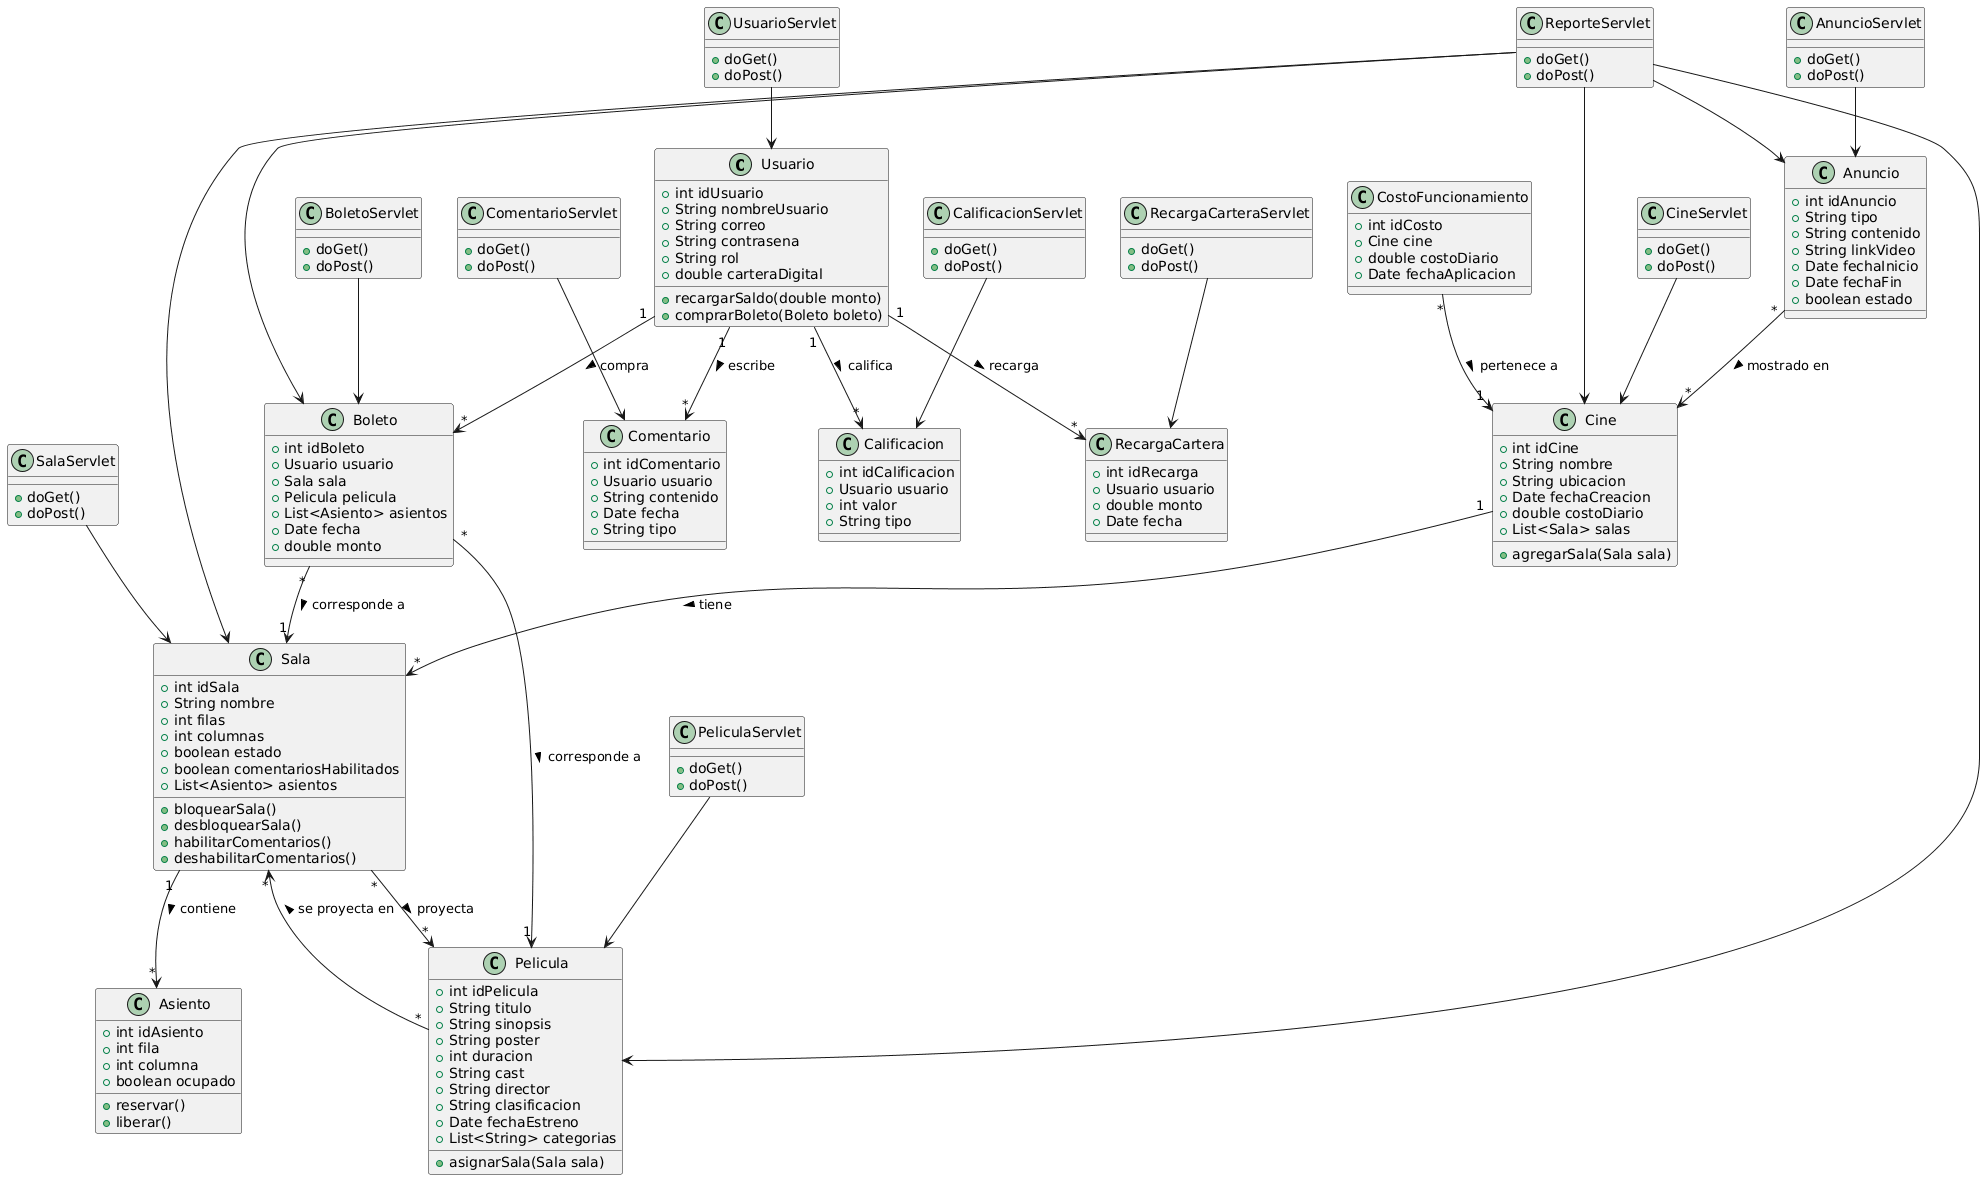 UsuarioServlet
doGet()
doPost()
ReporteServlet
doGet()
doPost()
AnuncioServlet
doGet()
doPost()
Usuario
int idUsuario
String nombreUsuario
String correo
String contrasena
String rol
double carteraDigital
recargarSaldo(double monto)
comprarBoleto(Boleto boleto)
Anuncio
int idAnuncio
String tipo
String contenido
String linkVideo
Date fechaInicio
Date fechaFin
boolean estado
CostoFuncionamiento
int idCosto
Cine cine
double costoDiario
Date fechaAplicacion
BoletoServlet
doGet()
doPost()
ComentarioServlet
doGet()
doPost()
CalificacionServlet
doGet()
doPost()
RecargaCarteraServlet
doGet()
doPost()
CineServlet
doGet()
doPost()
1
compra
*
1
escribe
*
1
califica
*
1
recarga
*
*
pertenece a
1
*
mostrado en
*
Boleto
int idBoleto
Usuario usuario
Sala sala
Pelicula pelicula
List<Asiento> asientos
Date fecha
double monto
Comentario
int idComentario
Usuario usuario
String contenido
Date fecha
String tipo
Calificacion
int idCalificacion
Usuario usuario
int valor
String tipo
RecargaCartera
int idRecarga
Usuario usuario
double monto
Date fecha
Cine
int idCine
String nombre
String ubicacion
Date fechaCreacion
double costoDiario
List<Sala> salas
agregarSala(Sala sala)
SalaServlet
doGet()
doPost()
*
corresponde a
1
*
corresponde a
1
1
tiene
*
Sala
int idSala
String nombre
int filas
int columnas
boolean estado
boolean comentariosHabilitados
List<Asiento> asientos
bloquearSala()
desbloquearSala()
habilitarComentarios()
deshabilitarComentarios()
PeliculaServlet
doGet()
doPost()
1
contiene
*
*
se proyecta en
*
*
proyecta
*
Asiento
int idAsiento
int fila
int columna
boolean ocupado
reservar()
liberar()
Pelicula
int idPelicula
String titulo
String sinopsis
String poster
int duracion
String cast
String director
String clasificacion
Date fechaEstreno
List<String> categorias
asignarSala(Sala sala)